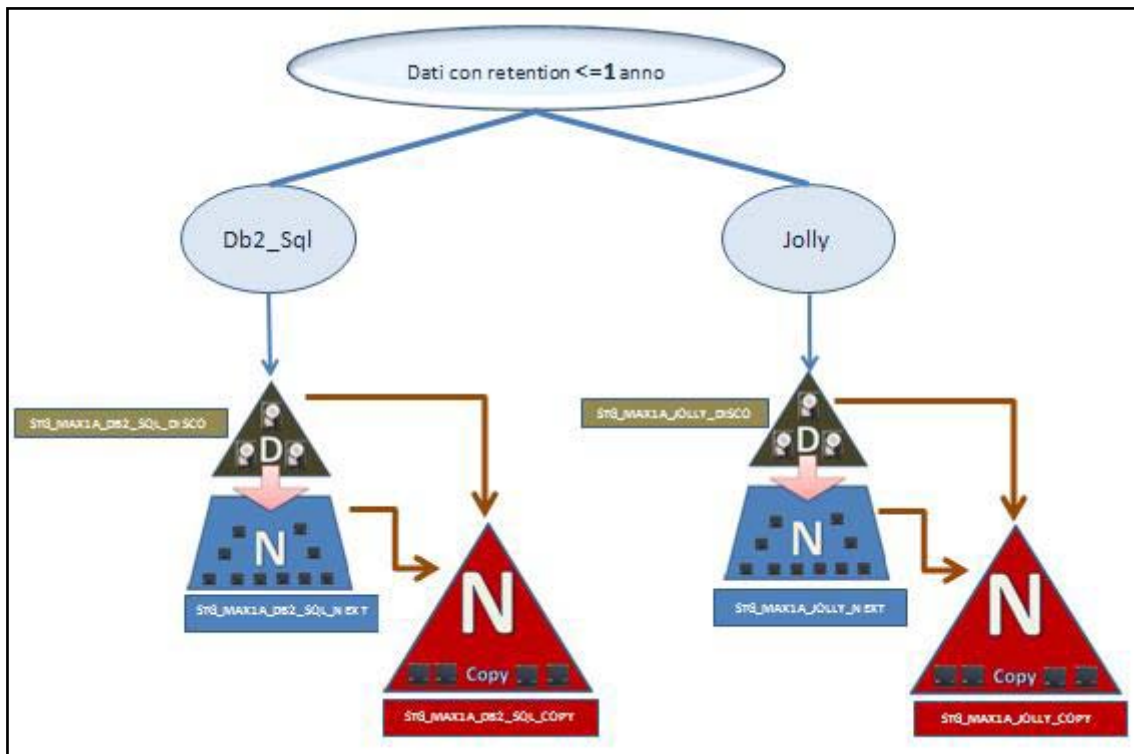 Dati con retention <=1 anno
Db2_Sql
Jolly
STG_MAX1A_DB2_SQL_DISCO
D
STG_MAX1A_JOLLY_DISCO
D
N
STG_MAX1A_DB2_SQL_NEXT
N
STG_MAX1A_JOLLY_NEXT
N
Copy
STG_MAX1A_DB2_SQL_COPY
N
Copy
STG_MAX1A_JOLLY_COPY